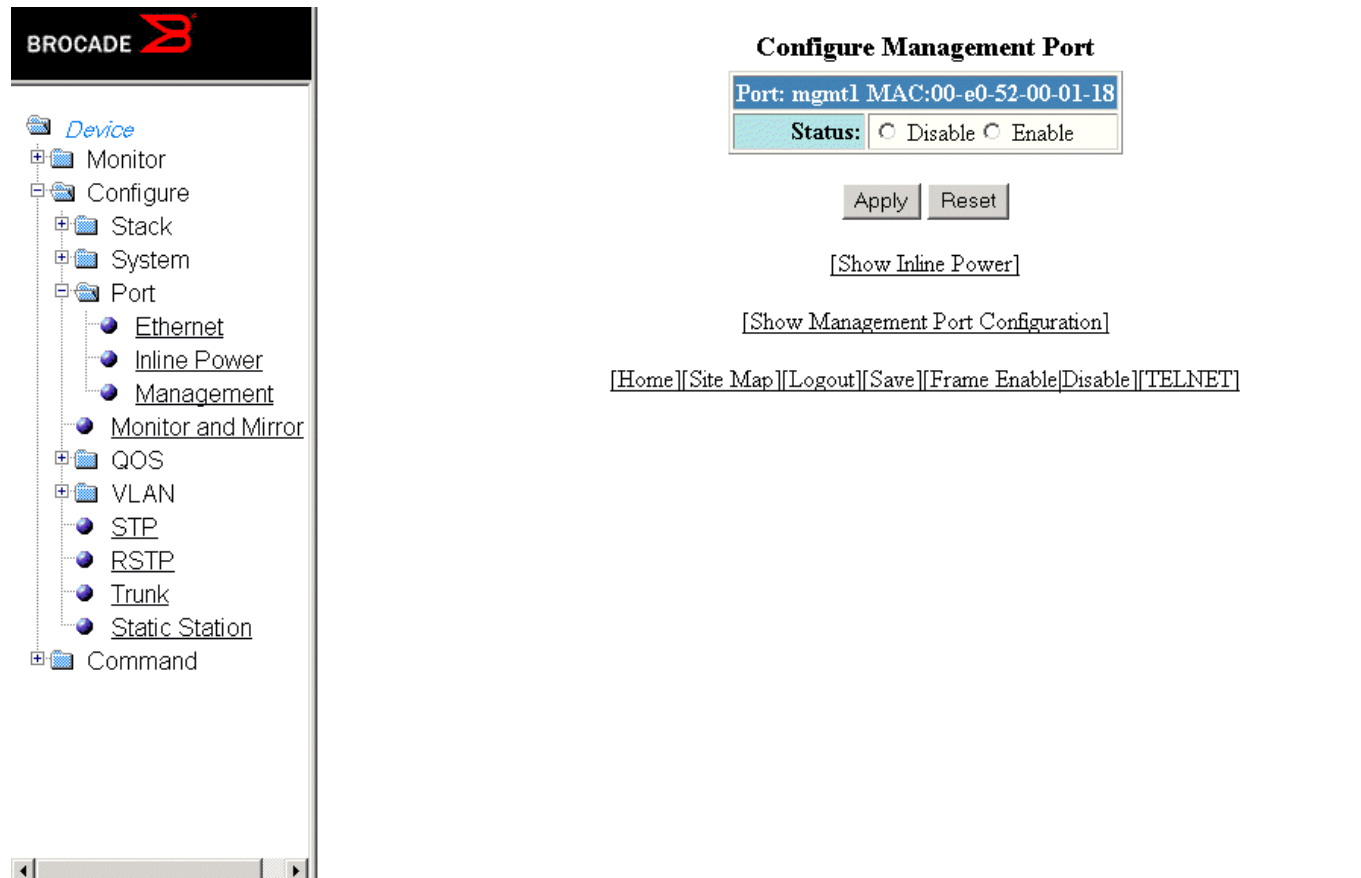 BROCADE
Device
Monitor
Configure
Stack
System
Port
Ethernet
Inline Power
Management
Monitor and Mirror
QOS
VLAN
STP
RSTP
Trunk
Static Station
Command
Configure Management Port
Port: mgmt1 MAC:00-e0-52-00-01-18
Status: Disable Enable
Apply Reset
[Show Inline Power]
[Show Management Port Configuration]
[Home][Site Map][Logout][Save][Frame Enable|Disable][TELNET]